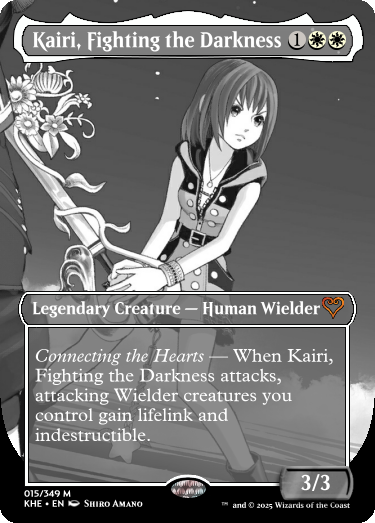 Kairi, Fighting the Darkness 1
Legendary Creature — Human Wielder
Connecting the Hearts — When Kairi,
Fighting the Darkness attacks,
attacking Wielder creatures you
control gain lifelink and
indestructible.
3/3
015/349 M
KHE • EN Shiro Amano
™ and © 2025 Wizards of the Coast